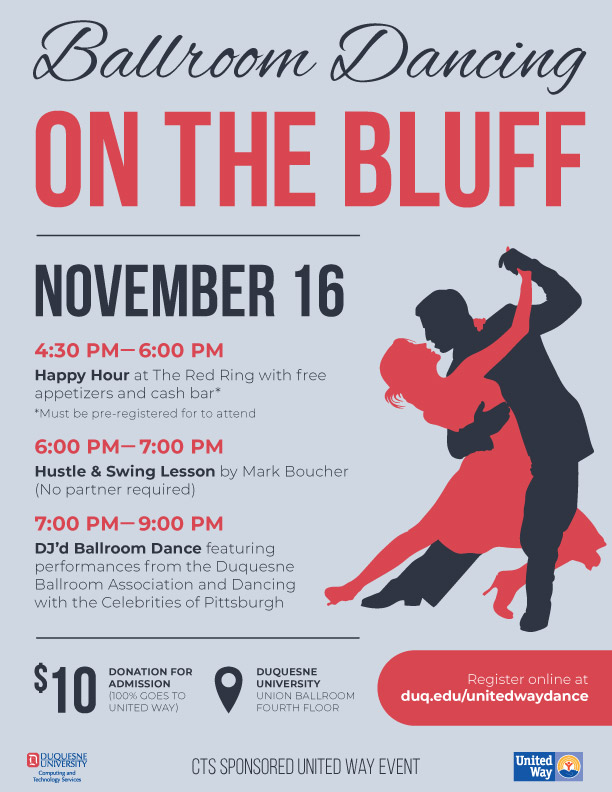 Ballroom Dancing
ON THE BLUFF
NOVEMBER 16
4:30 PM—6:00 PM
Happy Hour at The Red Ring with free
appetizers and cash bar*
*Must be pre-registered for to attend
6:00 PM—7:00 PM
Hustle & Swing Lesson by Mark Boucher
(No partner required)
7:00 PM—9:00 PM
DJ'd Ballroom Dance featuring
performances from the Duquesne
Ballroom Association and Dancing
with the Celebrities of Pittsburgh
$10
DONATION FOR
ADMISSION
(100% GOES TO
UNITED WAY)
DUQUESNE
UNIVERSITY
UNION BALLROOM
FOURTH FLOOR
Register online at
duq.edu/unitedwaydance
DUQUESNE
UNIVERSITY
Computing and
Technology Services
CTS SPONSORED UNITED WAY EVENT
United
Way